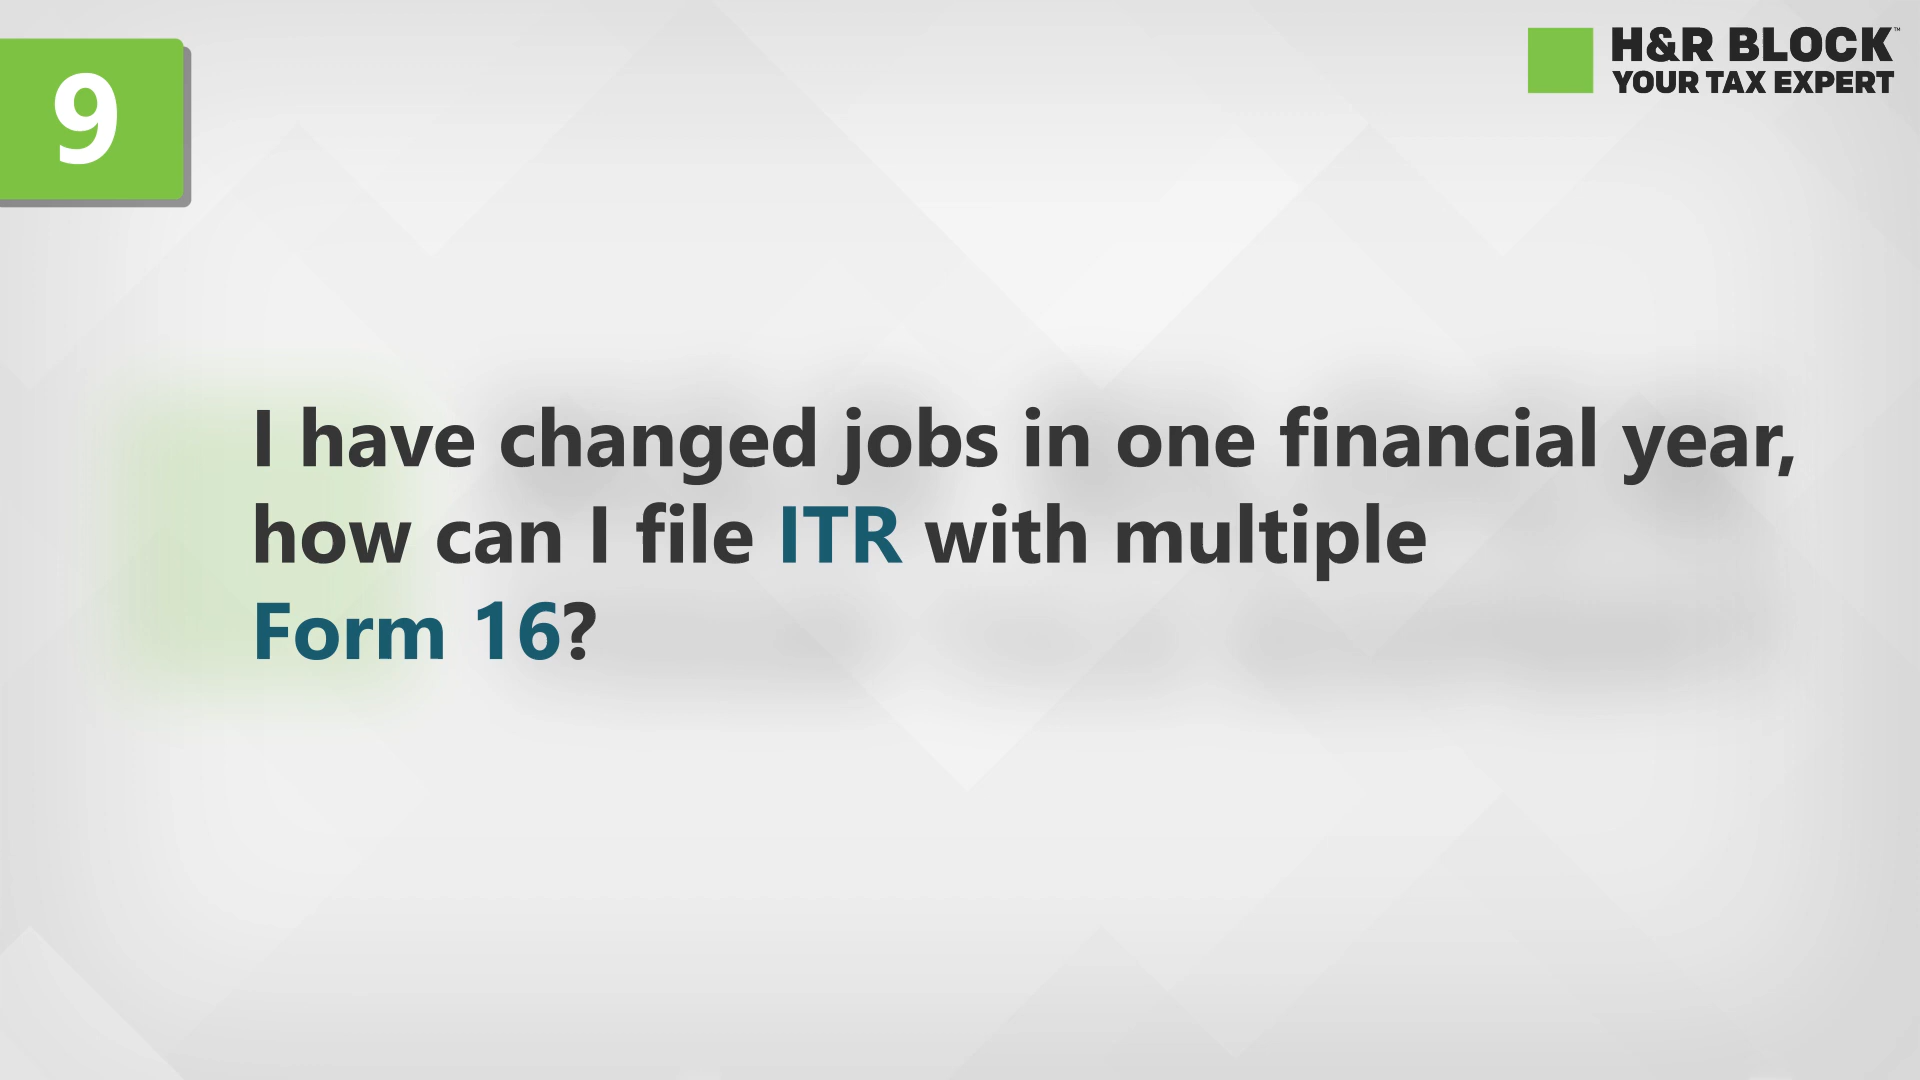 9
H&R BLOCK™
YOUR TAX EXPERT
I have changed jobs in one financial year,
how can I file ITR with multiple
Form 16?